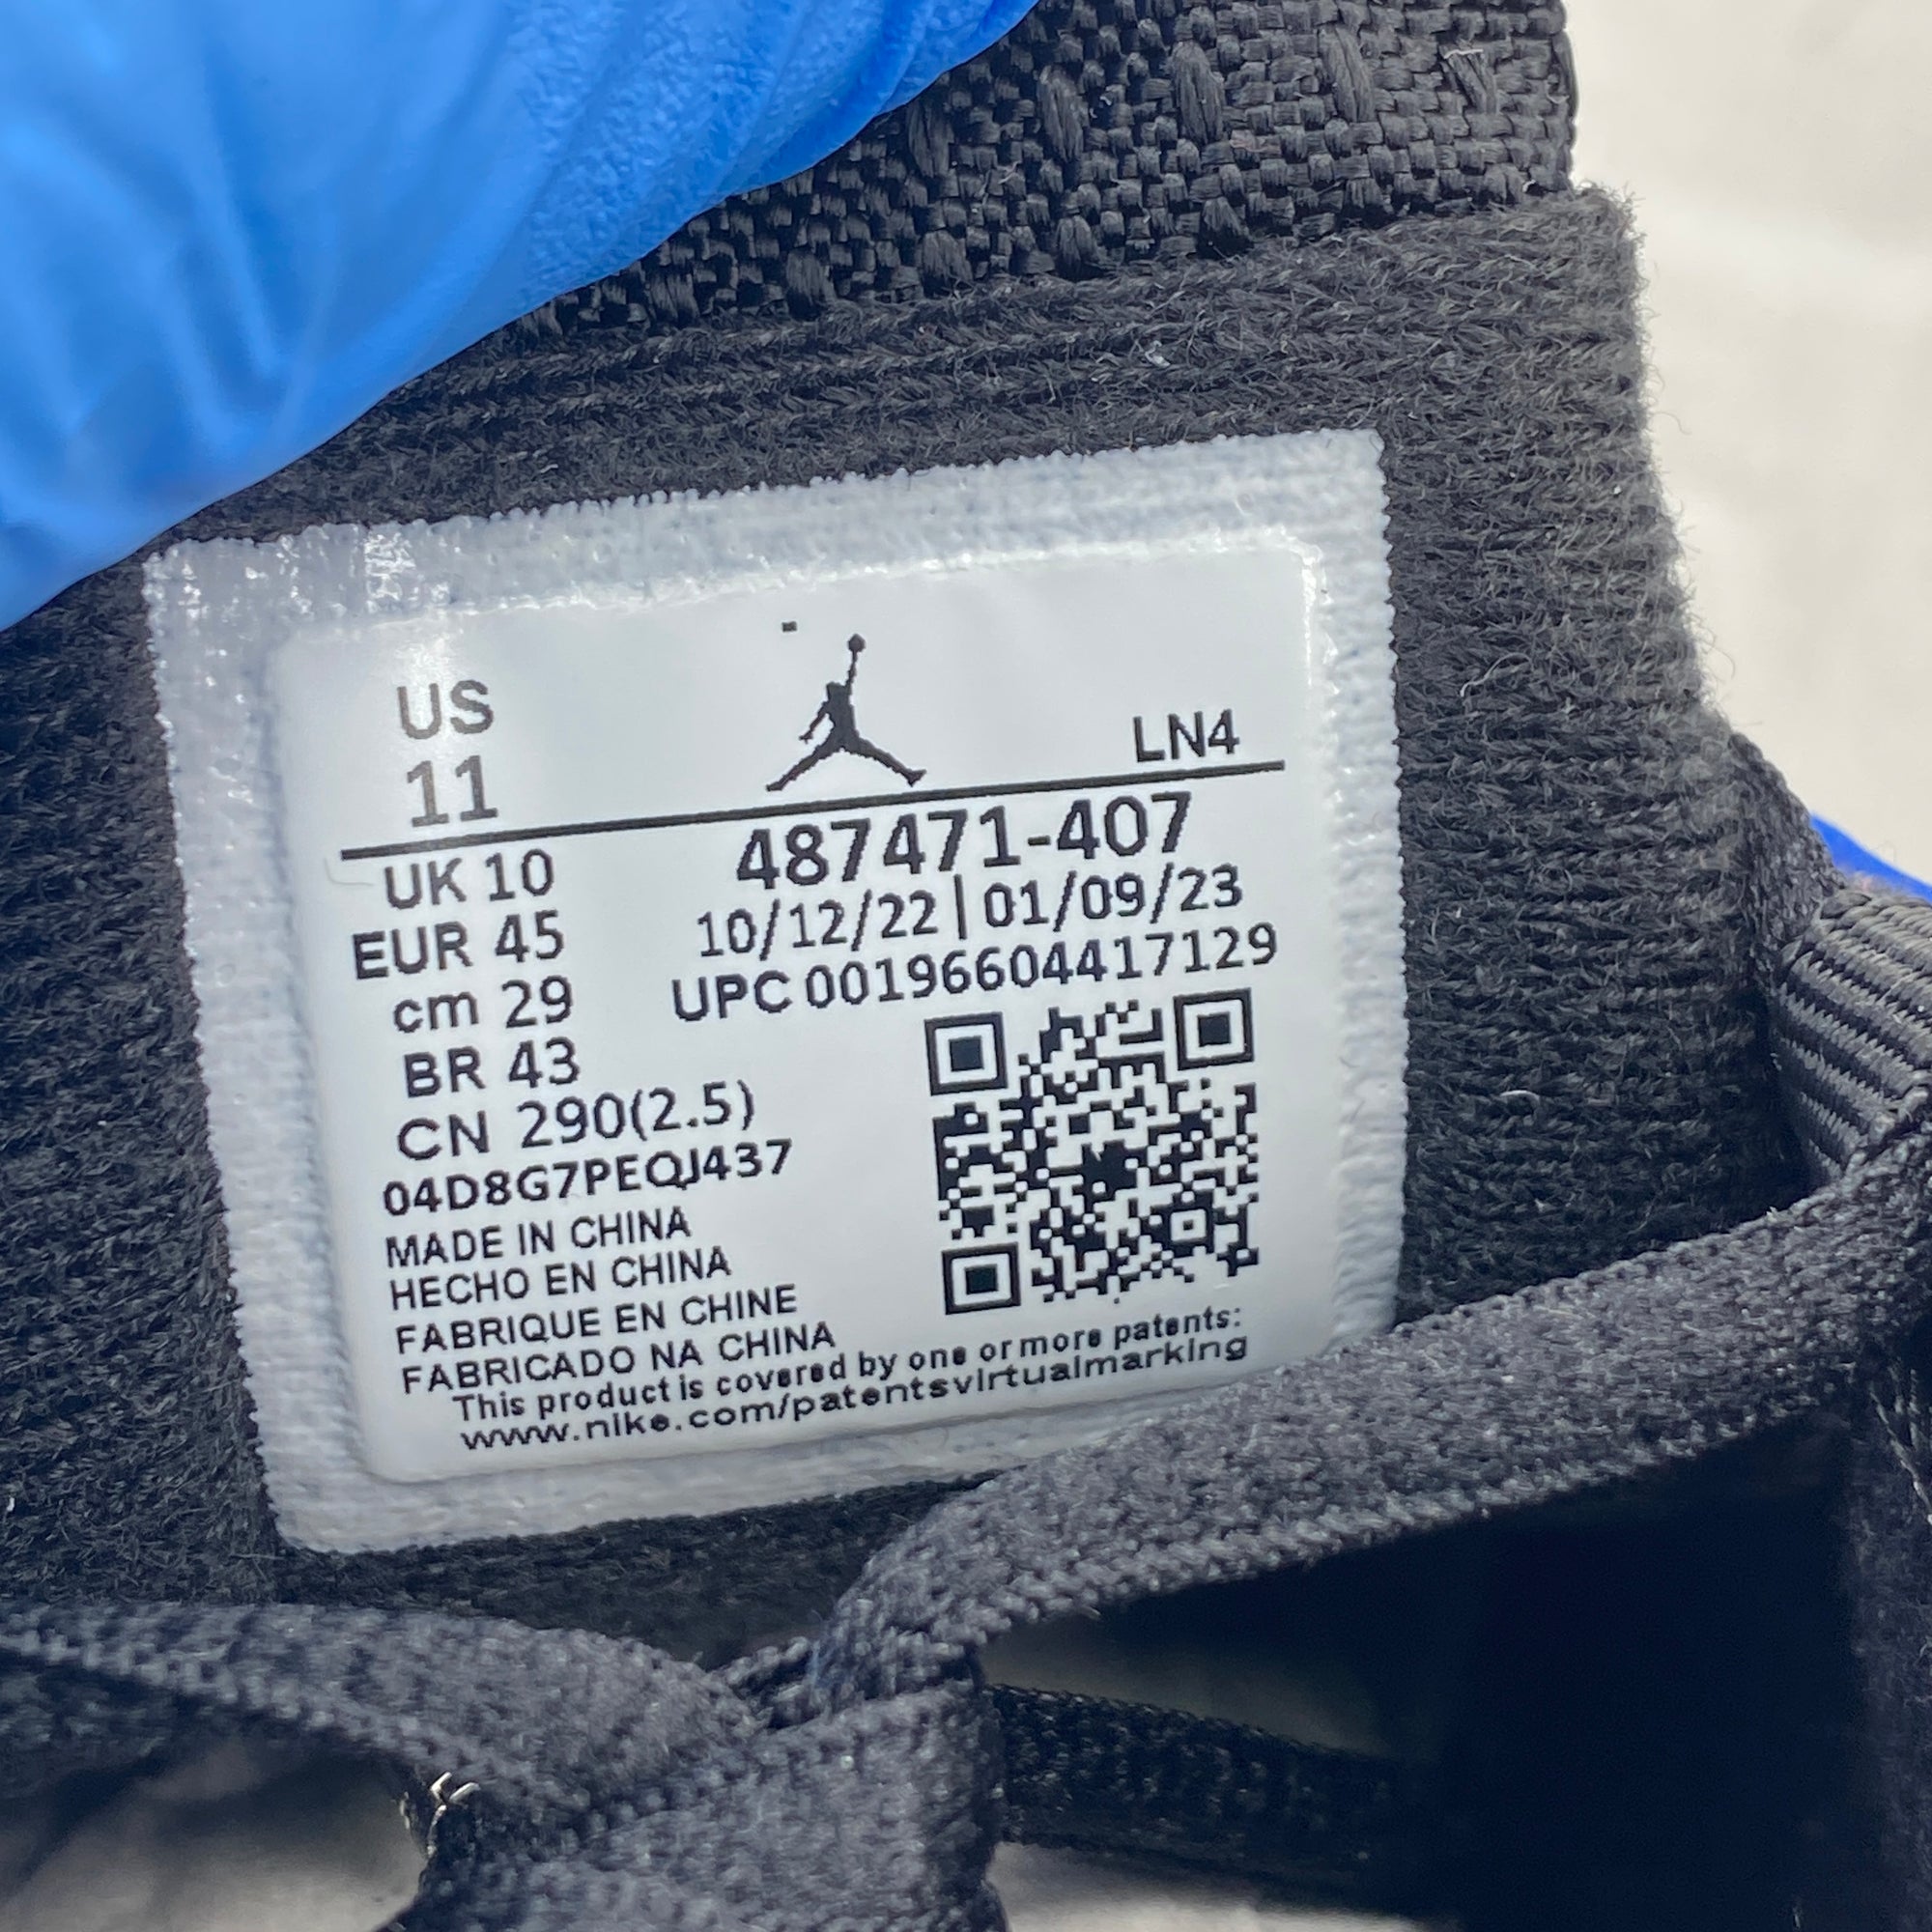 US
11
LN4
UK 10
EUR 45
cm 29
BR 43
CN 290(2.5)
487471-407
10/12/22 | 01/09/23
UPC 00196604417129
04D8G7PEQJ437
MADE IN CHINA
HECHO EN CHINA
FABRIQUE EN CHINE
FABRICADO NA CHINA
This product is covered by one or more patents:
www.nike.com/patentsvirtualmarking